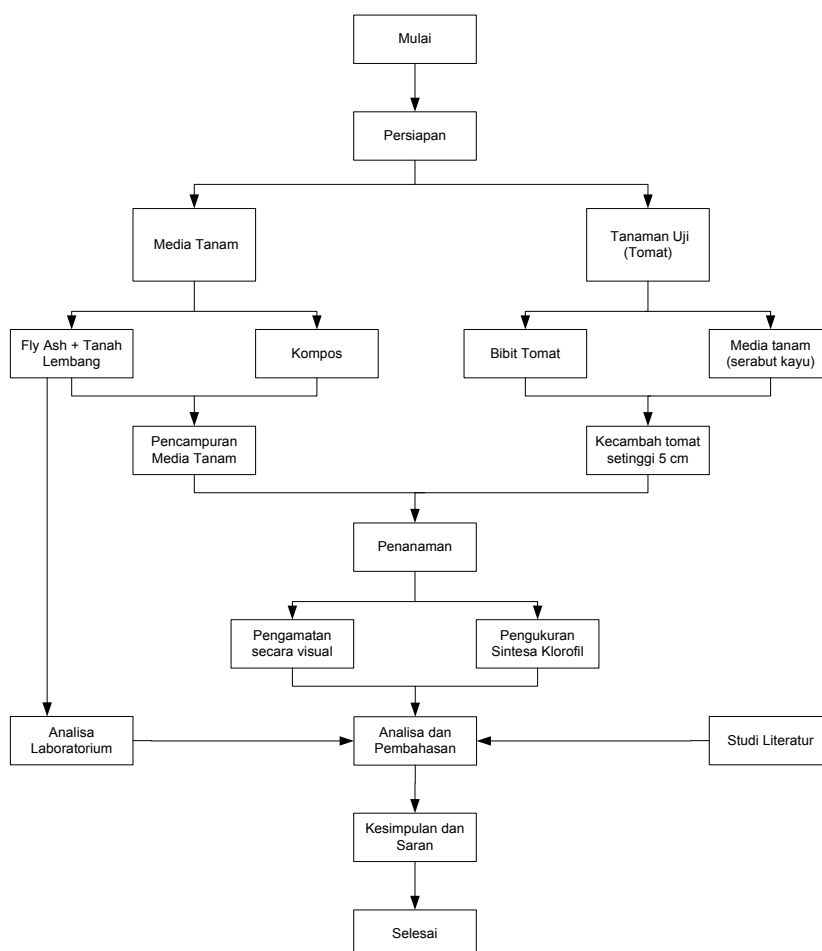 Mulai
Persiapan
Media Tanam
Tanaman Uji
(Tomat)
Fly Ash + Tanah
Lembang
Kompos
Bibit Tomat
Media tanam
(serabut kayu)
Pencampuran
Media Tanam
Kecambah tomat
setinggi 5 cm
Penanaman
Pengamatan
secara visual
Pengukuran
Sintesa Klorofil
Analisa
Laboratorium
Analisa dan
Pembahasan
Studi Literatur
Kesimpulan dan
Saran
Selesai